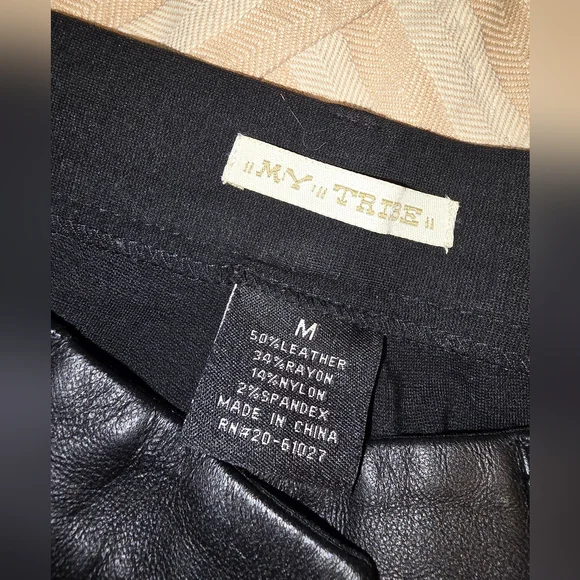 "MY"' TRIBE"
M
50%LEATHER
34%RAYON
14%NYLON
2%SPANDEX
MADE IN CHINA
RN#20-61027